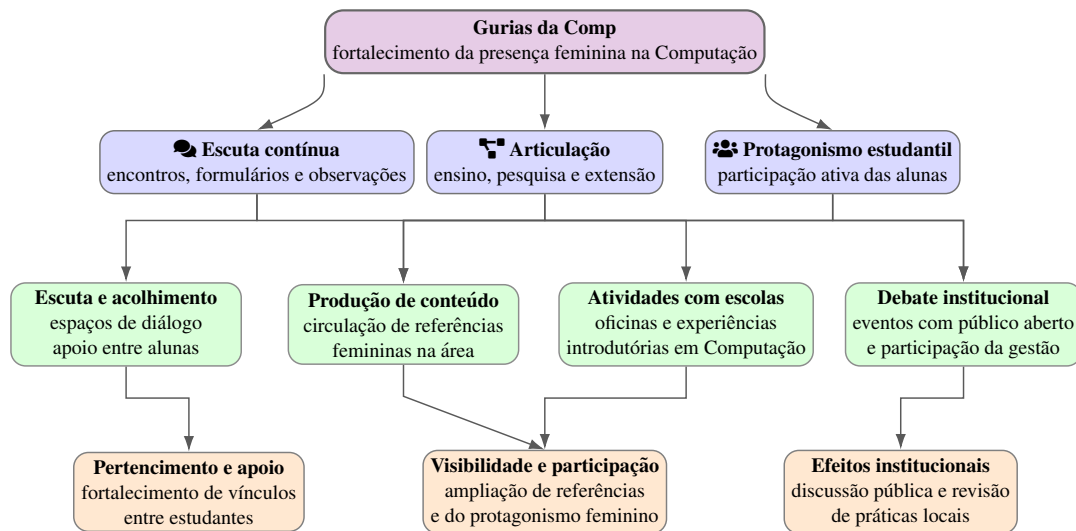 Gurias da Comp
fortalecimento da presença feminina na Computação
Escuta contínua
encontros, formulários e observações
Articulação
ensino, pesquisa e extensão
Protagonismo estudantil
participação ativa das alunas
Escuta e acolhimento
espaços de diálogo
apoio entre alunas
Produção de conteúdo
circulação de referências
femininas na área
Atividades com escolas
oficinas e experiências
introdutórias em Computação
Debate institucional
eventos com público aberto
e participação da gestão
Pertencimento e apoio
fortalecimento de vínculos
entre estudantes
Visibilidade e participação
ampliação de referências
e do protagonismo feminino
Efeitos institucionais
discussão pública e revisão
de práticas locais